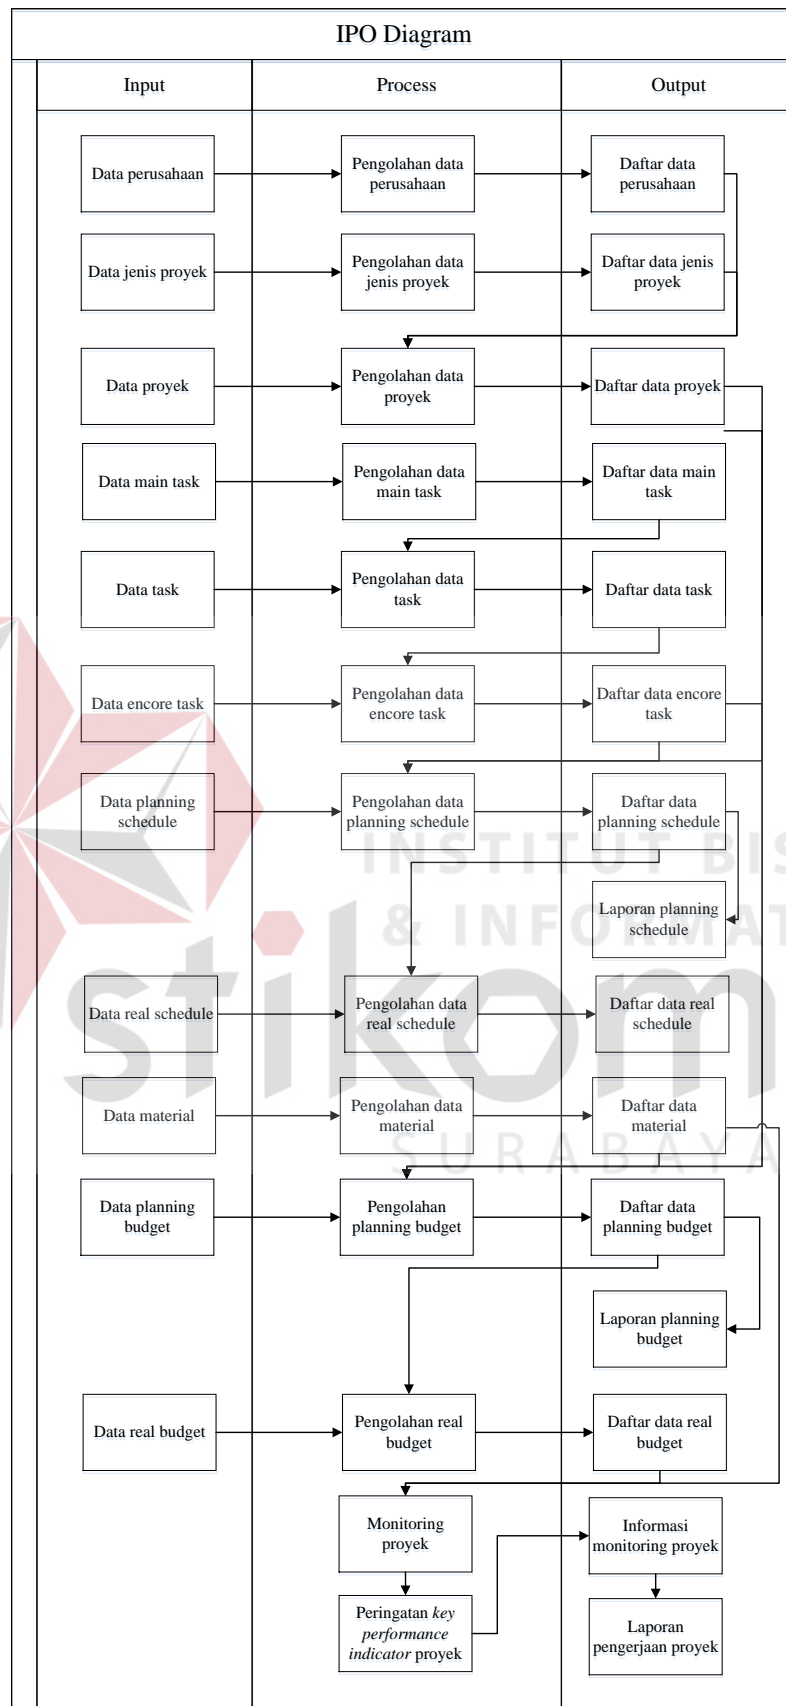 IPO Diagram
Input
Process
Output
Data perusahaan
Pengolahan data
perusahaan
Daftar data
perusahaan
Data jenis proyek
Pengolahan data
jenis proyek
Daftar data jenis
proyek
Data proyek
Pengolahan data
proyek
Daftar data proyek
Data main task
Pengolahan data
main task
Daftar data main
task
Data task
Pengolahan data
task
Daftar data task
Data encore task
Pengolahan data
encore task
Daftar data encore
task
Data planning
schedule
Pengolahan data
planning schedule
Daftar data
planning schedule
INSTITUT BIS
Laporan planning
schedule
& INFORMAT
stikom
Data real schedule
Pengolahan data
real schedule
Daftar data real
schedule
Data material
Pengolahan data
material
Daftar data
material
SURABAYA
Data planning
budget
Pengolahan
planning budget
Daftar data
planning budget
Laporan planning
budget
Data real budget
Pengolahan real
budget
Daftar data real
budget
Monitoring
proyek
Informasi
monitoring proyek
Peringatan key
performance
indicator proyek
Laporan
pengerjaan proyek